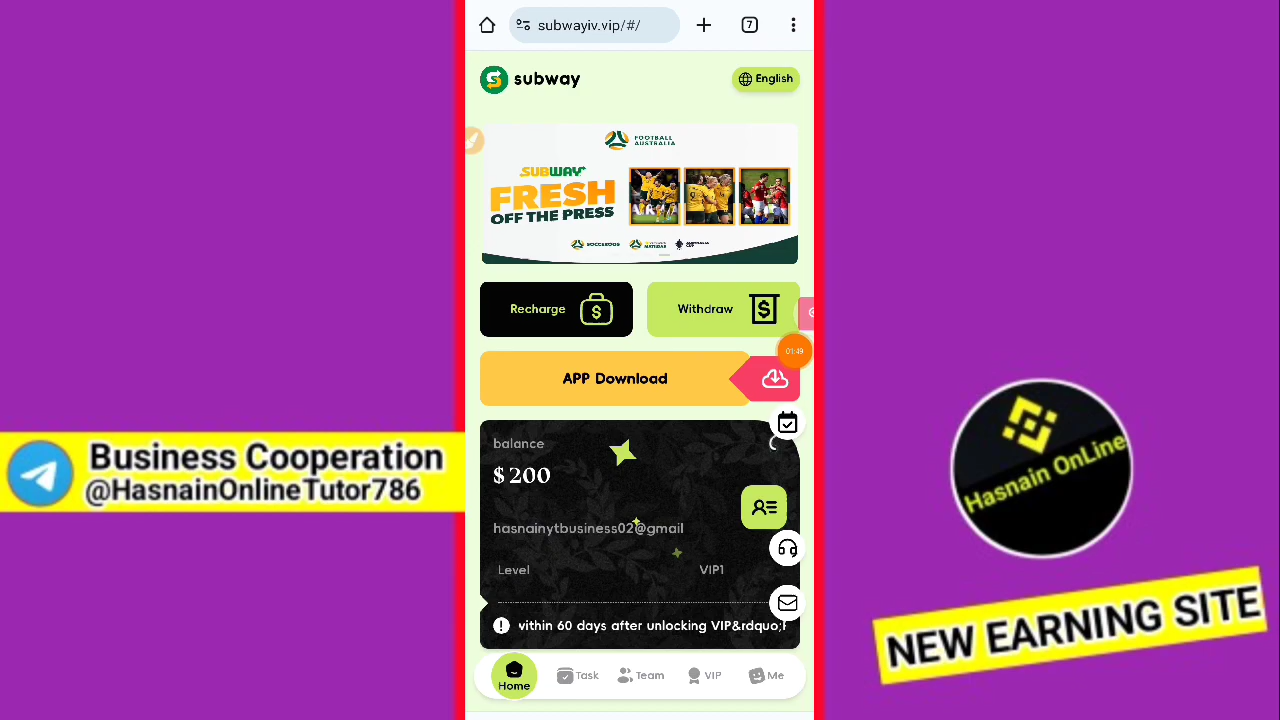 subwayiv.vip/#/
7
subway
English
FOOTBALL
AUSTRALIA
SUBWAY
FRESH
OFF THE PRESS
SOCCEROOS
Recharge
Withdraw
01:49
APP Download
balance
$ 200
hasnainytbusiness02@gmail
Level
VIP1
vithin 60 days after unlocking VIP&rdquo;
Home
Task
Team
VIP
Me
Business Cooperation
@HasnainOnlineTutor786
Hasnain OnLine
NEW EARNING SITE